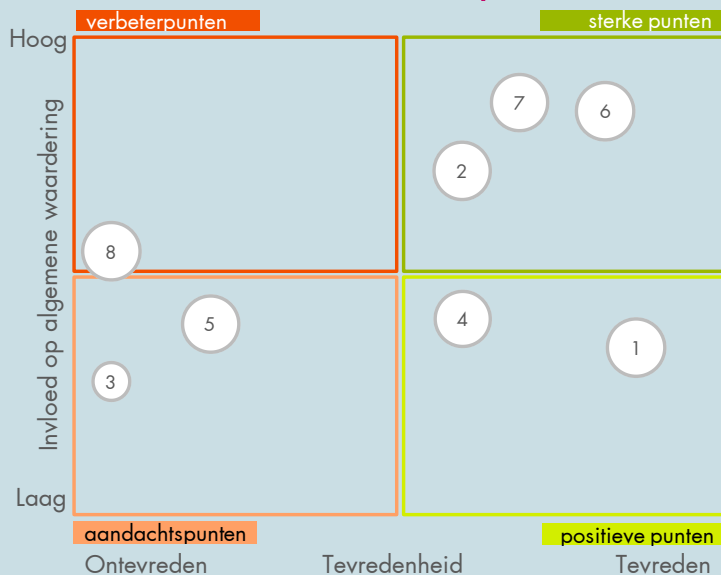 verbeterpunten
sterke punten
Hoog
7
6
2
8
Invloed op algemene waardering
5
4
1
3
Laag
aandachtspunten
positieve punten
Ontevreden
Tevredenheid
Tevreden